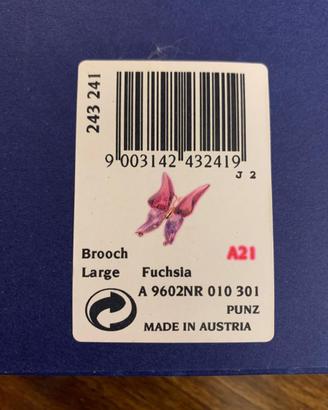 243 241
9 003142 432419
J 2
A21
Brooch
Large Fuchsia
A 9602NR 010 301
PUNZ
MADE IN AUSTRIA